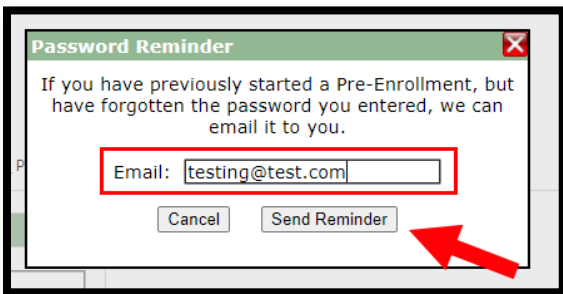 Password Reminder
If you have previously started a Pre-Enrollment, but
have forgotten the password you entered, we can
email it to you.
P
Email: testing@test.com
Cancel Send Reminder